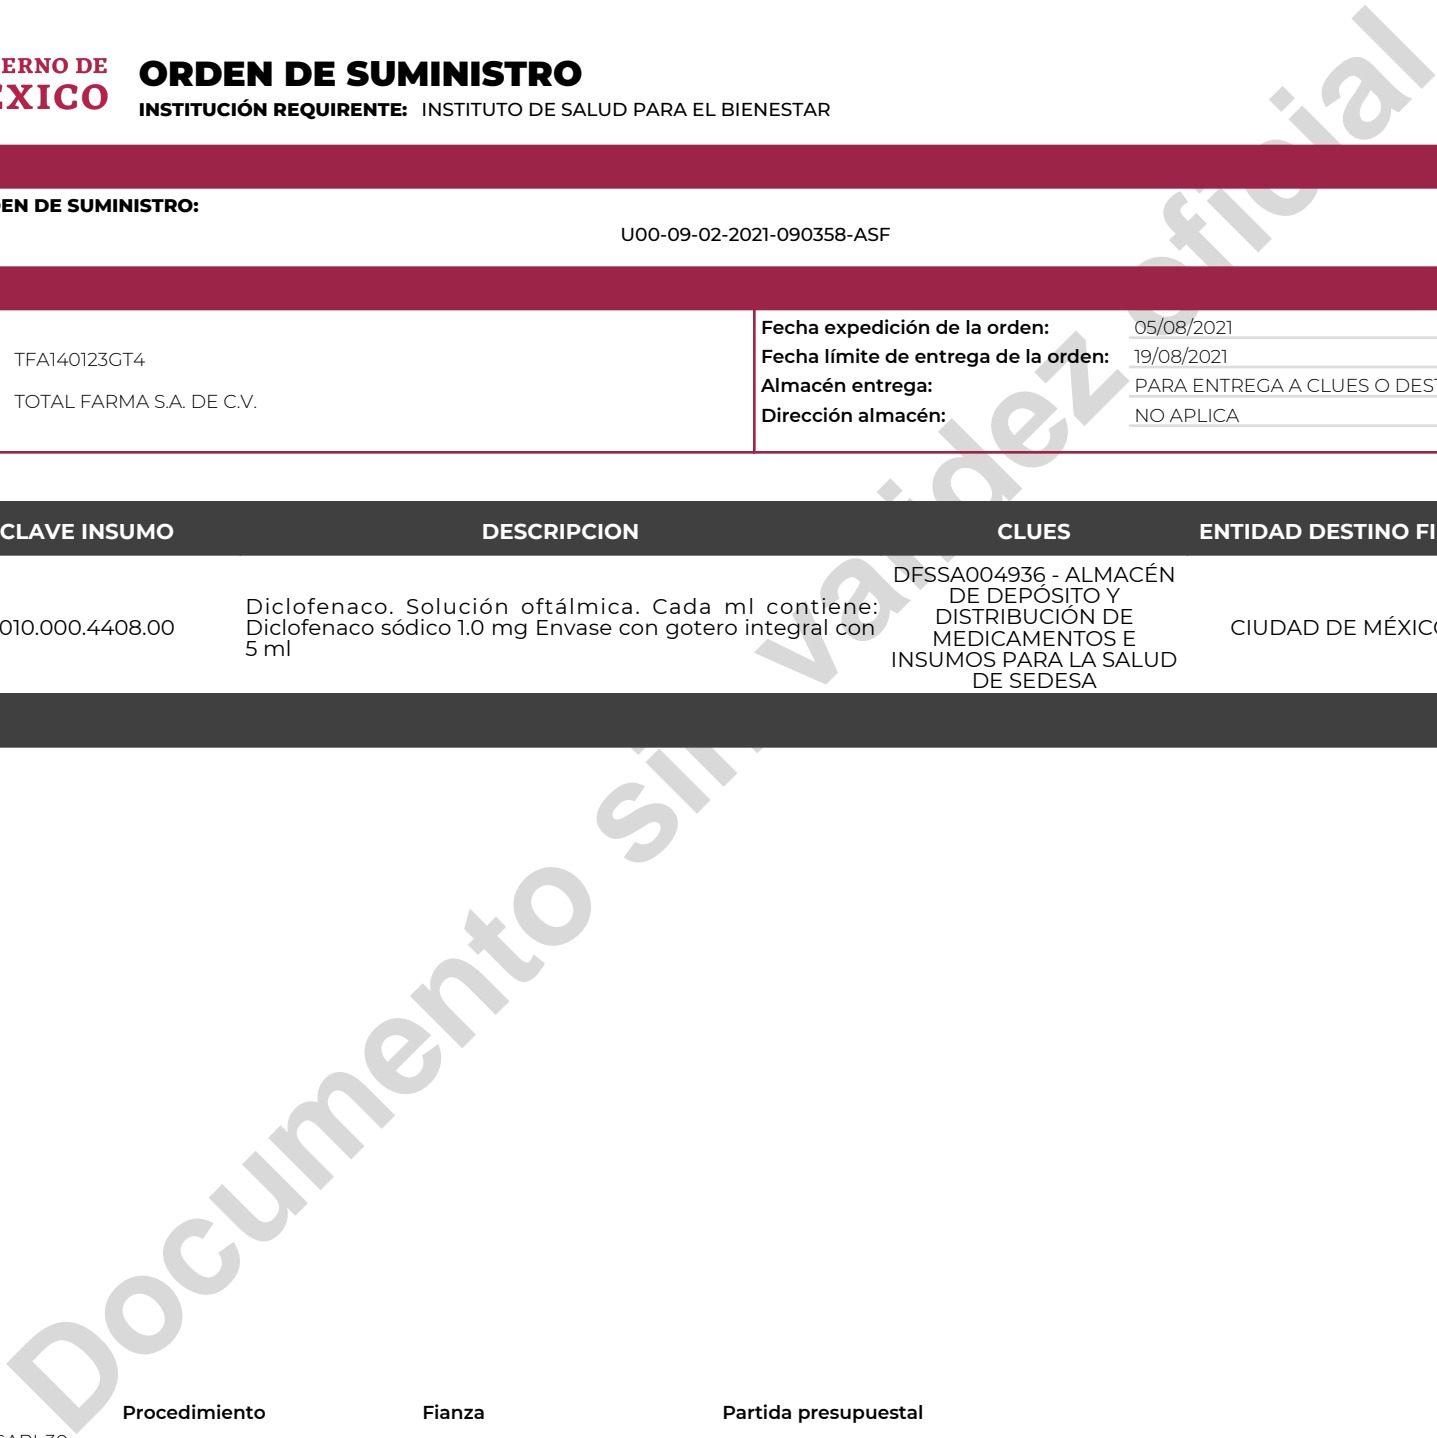 ERNO DE
ORDEN DE SUMINISTRO
XICO
INSTITUCIÓN REQUIRENTE: INSTITUTO DE SALUD PARA EL BIENESTAR
EN DE SUMINISTRO:
U00-09-02-2021-090358-ASF
TFA140123GT4
TOTAL FARMA S.A. DE C.V.
Fecha expedición de la orden: 05/08/2021
Fecha límite de entrega de la orden: 19/08/2021
Almacén entrega: PARA ENTREGA A CLUES O DEST
Dirección almacén: NO APLICA
CLAVE INSUMO DESCRIPCION CLUES ENTIDAD DESTINO FI
010.000.4408.00
Diclofenaco. Solución oftálmica. Cada ml contiene:
Diclofenaco sódico 1.0 mg Envase con gotero integral con
5 ml
DFSSA004936 - ALMACÉN
DE DEPÓSITO Y
DISTRIBUCIÓN DE
MEDICAMENTOS E
INSUMOS PARA LA SALUD
DE SEDESA
CIUDAD DE MÉXICO
Documento sin validez oficial
Procedimiento Fianza Partida presupuestal